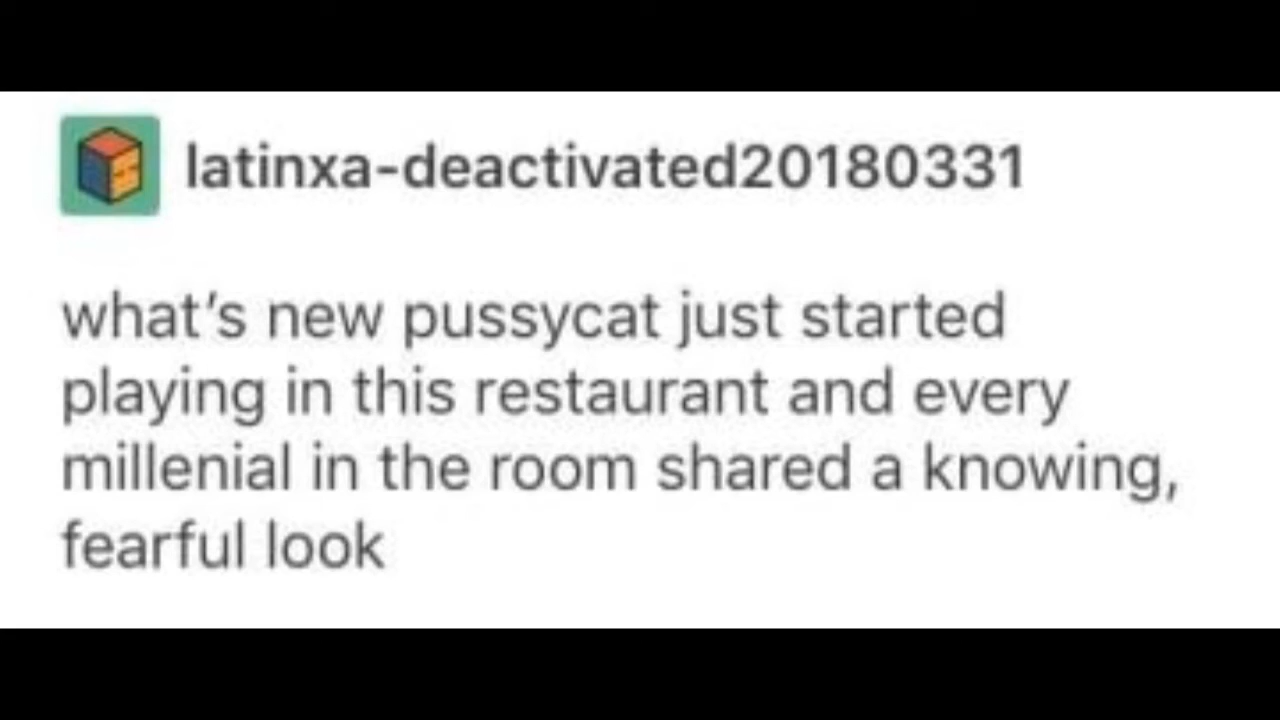 latinxa-deactivated20180331
what’s new pussycat just started
playing in this restaurant and every
millenial in the room shared a knowing,
fearful look